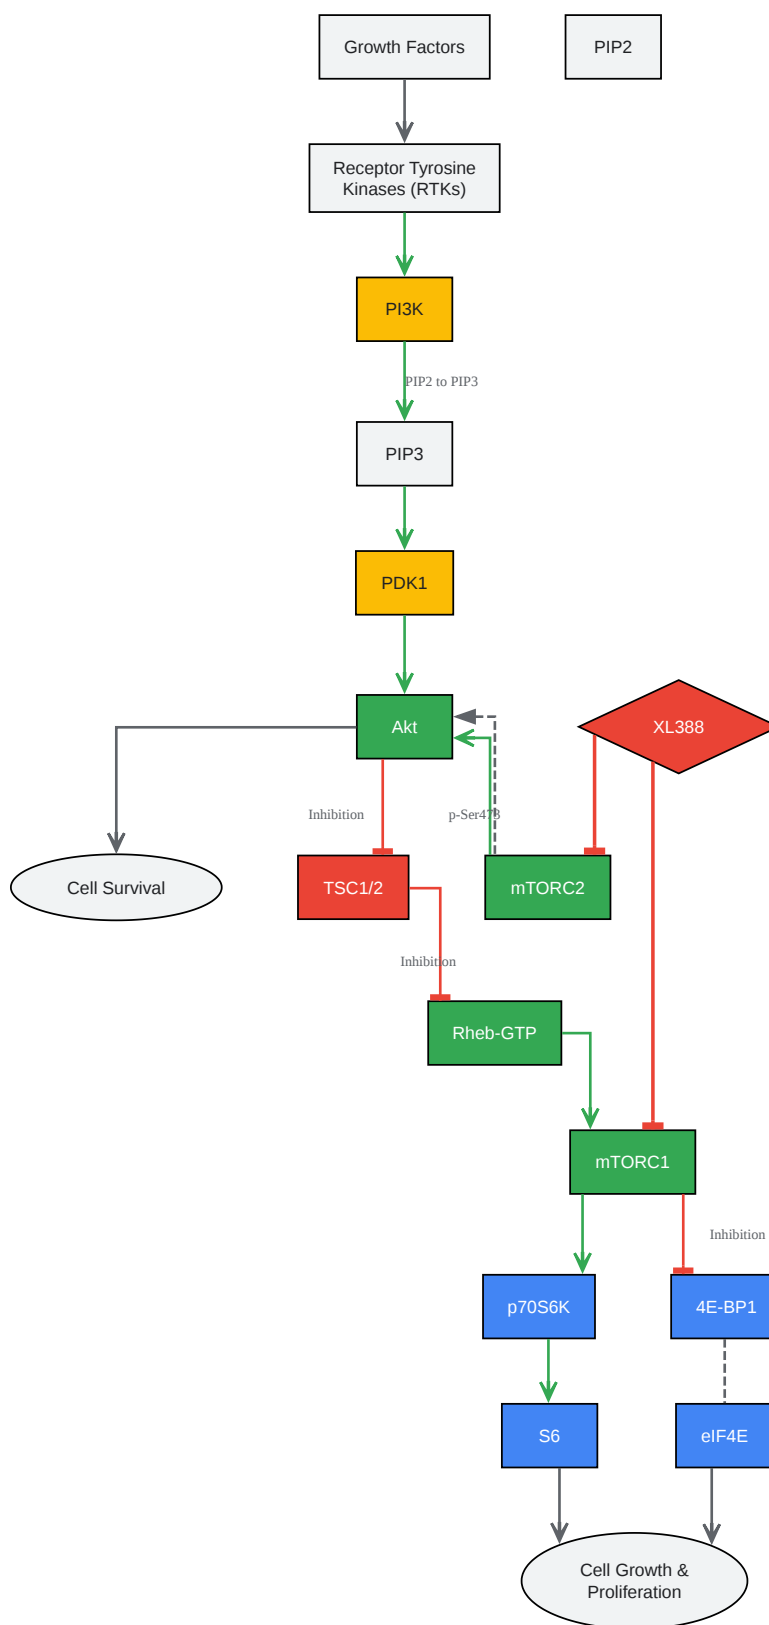 Growth Factors
PIP2
Receptor Tyrosine
Kinases (RTKs)
PI3K
PIP2 to PIP3
PIP3
PDK1
Akt
XL388
Inhibition
p-Ser473
Cell Survival
TSC1/2
mTORC2
Inhibition
Rheb-GTP
mTORC1
Inhibition
p70S6K
4E-BP1
S6
eIF4E
Cell Growth &
Proliferation